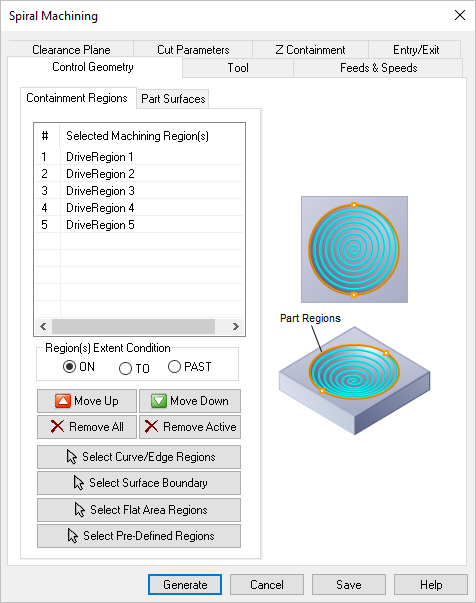 Spiral Machining
Clearance Plane Cut Parameters Z Containment Entry/Exit
Control Geometry Tool Feeds & Speeds
Containment Regions Part Surfaces
# Selected Machining Region(s)
1 DriveRegion 1
2 DriveRegion 2
3 DriveRegion 3
4 DriveRegion 4
5 DriveRegion 5
Part Regions
Region(s) Extent Condition
ON TO PAST
Move Up Move Down
Remove All Remove Active
Select Curve/Edge Regions
Select Surface Boundary
Select Flat Area Regions
Select Pre-Defined Regions
Generate Cancel Save Help